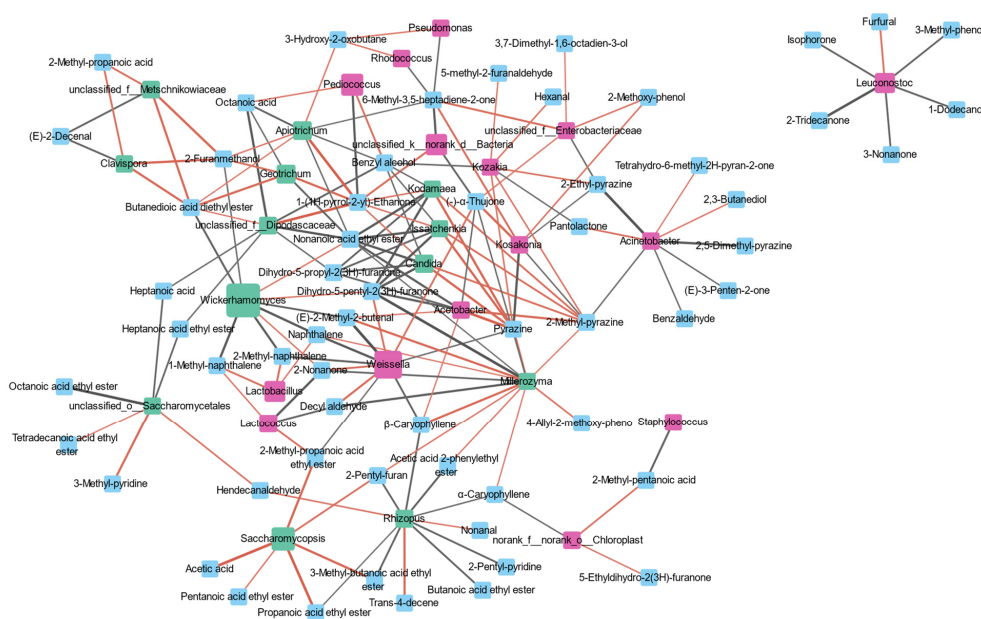 Pseudomonas
Furfural
3-Hydroxy-2-oxobutane
3-Methyl-pheno
Isophorone
3,7-Dimethyl-1,6-octadien-3-ol
Rhodococcus
2-Methyl-propanoic acid
5-methyl-2-furanaldehyde
Leuconostoc
Pediococcus
unclassified_f__Metschnikowiaceae
Octanoic acid
6-Methyl-3,5-heptadiene-2-one
Hexanal
2-Methoxy-phenol
1-Dodecano
2-Tridecanone
(E)-2-Decenal
Apiotrichum
unclassified_f__Enterobacteriaceae
unclassified_k__norank_d__Bacteria
3-Nonanone
Clavispora
2-Furanmethanol
Benzyl alcohol
Kozakia
Tetrahydro-6-methyl-2H-pyran-2-one
Geotrichum
2-Ethyl-pyrazine
Kodamaea
(-)-α-Thujone
Butanedioic acid diethyl ester
1-(1H-pyrrol-2-yl)-Ethanone
2,3-Butanediol
unclassified_f__Dipodascaceae
Issatchenkia
Pantolactone
Nonanoic acid ethyl ester
Kosakonia
Acinetobacter
2,5-Dimethyl-pyrazine
Candida
Dihydro-5-propyl-2(3H)-furanone
Heptanoic acid
Dihydro-5-pentyl-2(3H)-furanone
(E)-3-Penten-2-one
Wickerhamomyces
Acetobacter
Benzaldehyde
(E)-2-Methyl-2-butenal
Heptanoic acid ethyl ester
Naphthalene
Pyrazine
2-Methyl-pyrazine
2-Methyl-naphthalene
1-Methyl-naphthalene
2-Nonanone
Weissella
Octanoic acid ethyl ester
Lactobacillus
Millerozyma
unclassified_o__Saccharomycetales
Decyl aldehyde
Lactococcus
β-Caryophyllene
4-Allyl-2-methoxy-pheno
Staphylococcus
Tetradecanoic acid ethyl
ester
2-Methyl-propanoic acid
ethyl ester
Acetic acid 2-phenylethyl
ester
3-Methyl-pyridine
2-Pentyl-furan
2-Methyl-pentanoic acid
Hendecanaldehyde
α-Caryophyllene
Rhizopus
Nonanal
Saccharomycopsis
norank_f__norank_o__Chloroplast
Acetic acid
3-Methyl-butanoic acid ethyl
ester
2-Pentyl-pyridine
5-Ethyldihydro-2(3H)-furanone
Pentanoic acid ethyl ester
Butanoic acid ethyl ester
Propanoic acid ethyl ester
Trans-4-decene